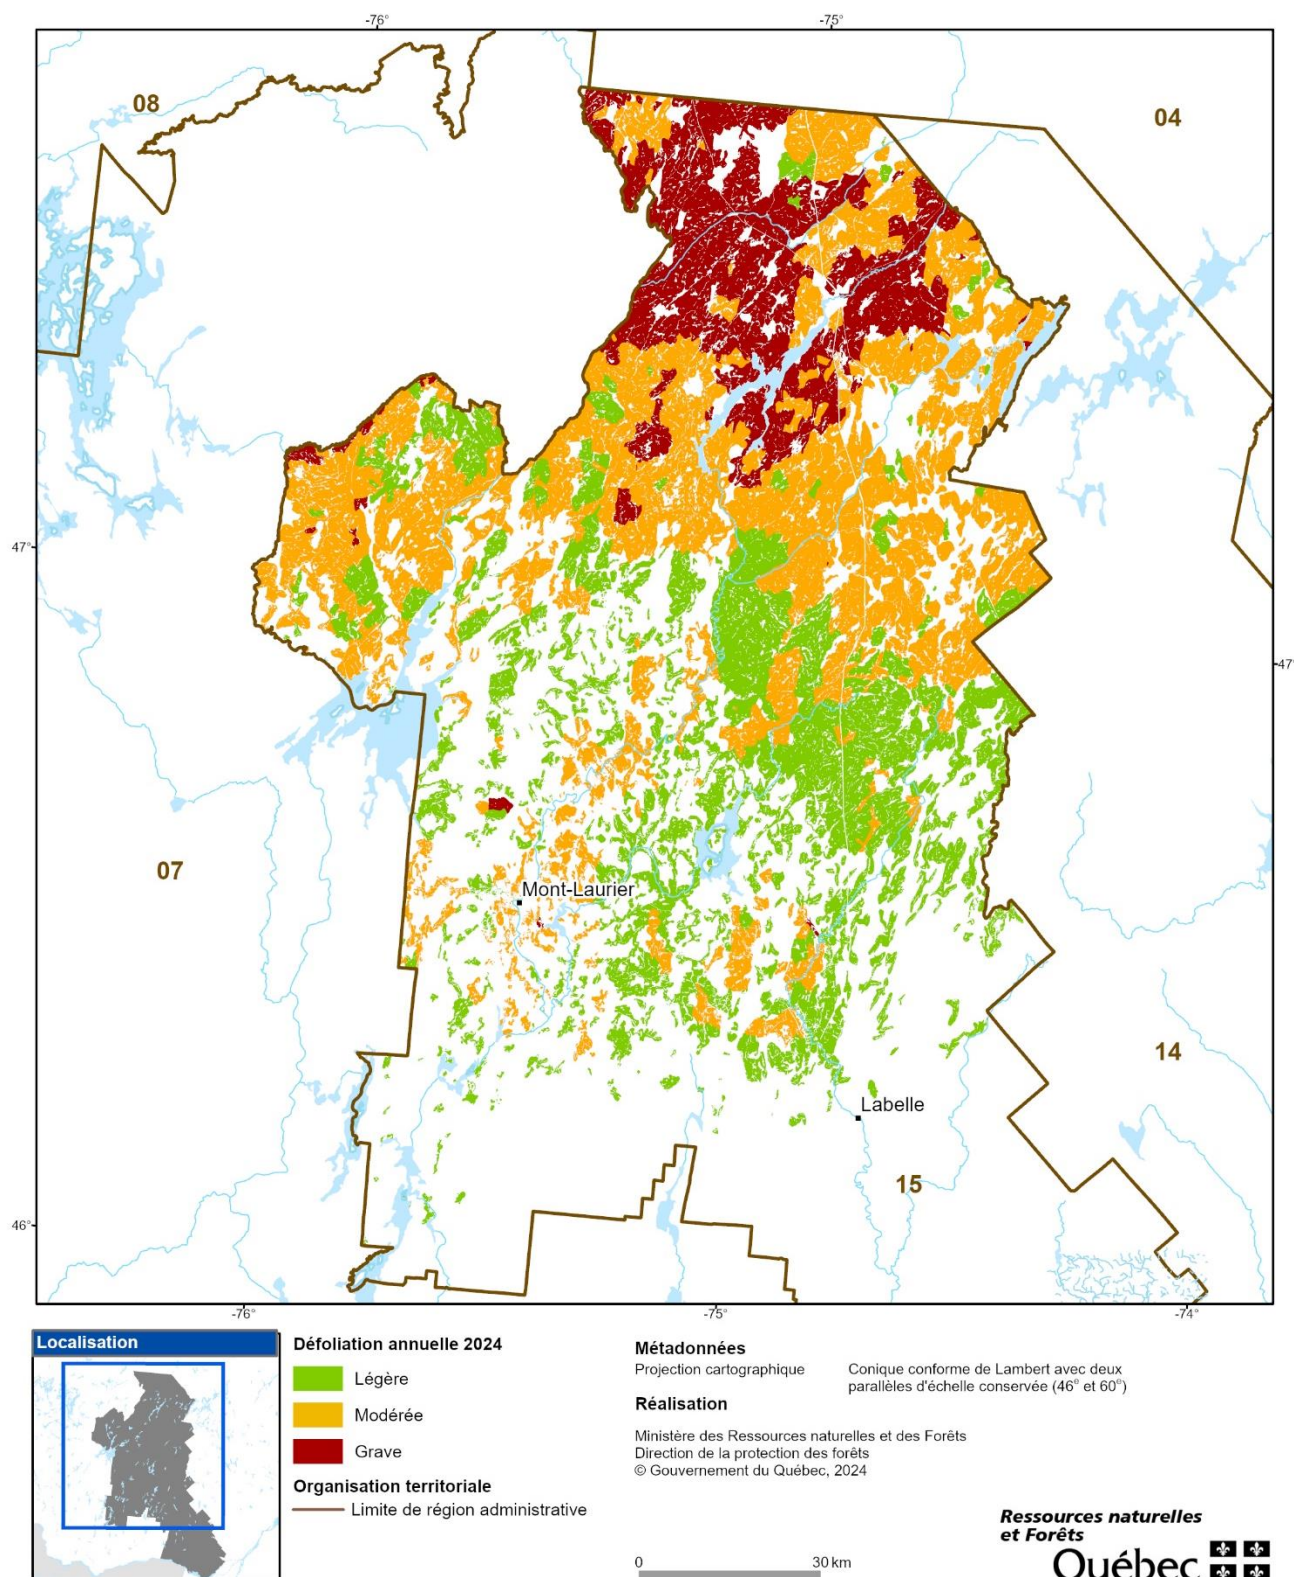 -76°
-75°
08
04
47°
-47°
Mont-Laurier
07
14
Labelle
15
46°
-76°
-75°
-74°
Localisation
Défoliation annuelle 2024
Légère
Modérée
Grave
Organisation territoriale
Limite de région administrative
Métadonnées
Projection cartographique
Conique conforme de Lambert avec deux
parallèles d'échelle conservée (46° et 60°)
Réalisation
Ministère des Ressources naturelles et des Forêts
Direction de la protection des forêts
© Gouvernement du Québec, 2024
0 30 km
Ressources naturelles
et Forêts
Québec